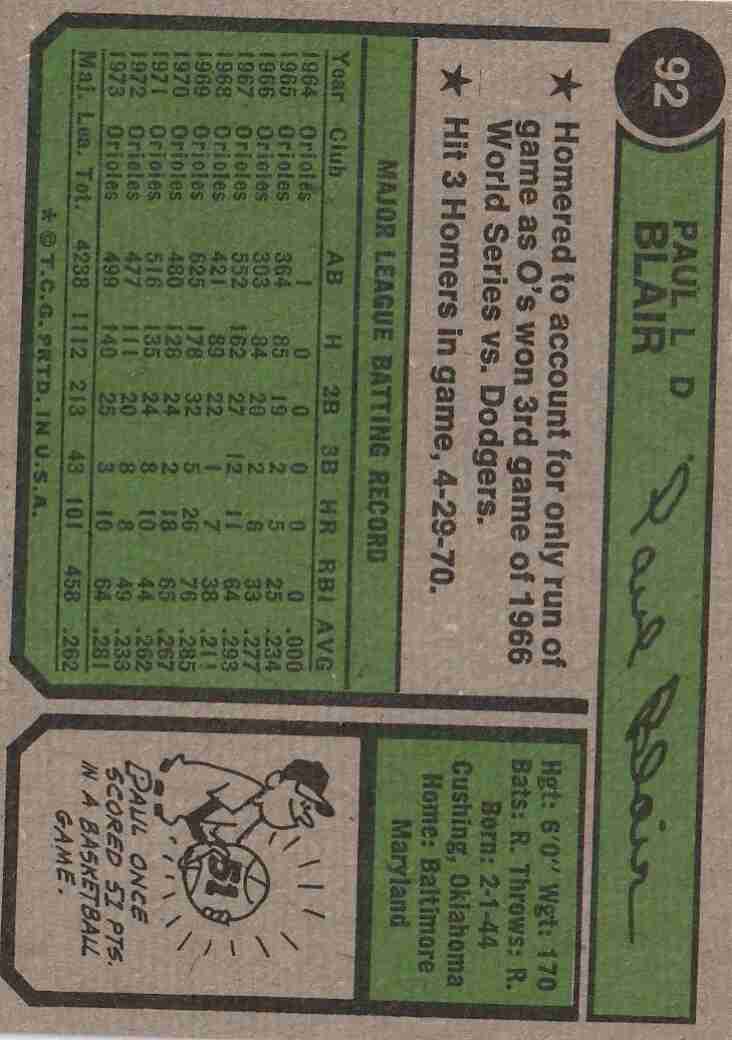 92
PAUL L D
BLAIR
Paul Blair
★ Homered to account for only run of
game as O's won 3rd game of 1966
World Series vs. Dodgers.
★ Hit 3 Homers in game, 4-29-70.
MAJOR LEAGUE BATTING RECORD
Year Club AB H 2B 3B HR RBI AVG
1964 Orioles 1 0 0 0 0 0 .000
1965 Orioles 364 85 19 2 5 25 .234
1966 Orioles 303 84 20 2 6 33 .277
1967 Orioles 552 162 27 12 11 64 .293
1968 Orioles 421 89 22 1 7 38 .211
1969 Orioles 625 178 32 5 26 76 .285
1970 Orioles 480 128 24 2 18 65 .267
1971 Orioles 516 135 24 8 10 44 .262
1972 Orioles 477 111 20 8 8 49 .233
1973 Orioles 499 140 25 3 10 64 .281
Maj. Lea. Tot. 4238 1112 213 43 101 458 .262
* © T.C.G. PRTD. IN U.S.A.
Hgt: 6'0" Wgt: 170
Bats: R. Throws: R.
Born: 2-1-44
Cushing, Oklahoma
Home: Baltimore
Maryland
51
PAUL ONCE
SCORED 51 PTS.
IN A BASKETBALL
GAME.